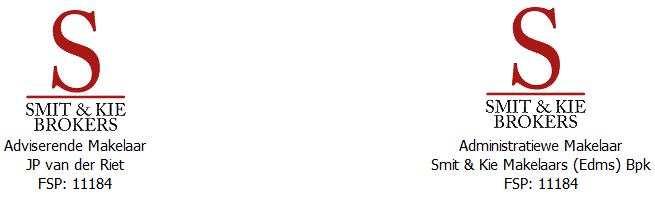 S
SMIT & KIE
BROKERS
Adviserende Makelaar
JP van der Riet
FSP: 11184
S
SMIT & KIE
BROKERS
Administratiewe Makelaar
Smit & Kie Makelaars (Edms) Bpk
FSP: 11184